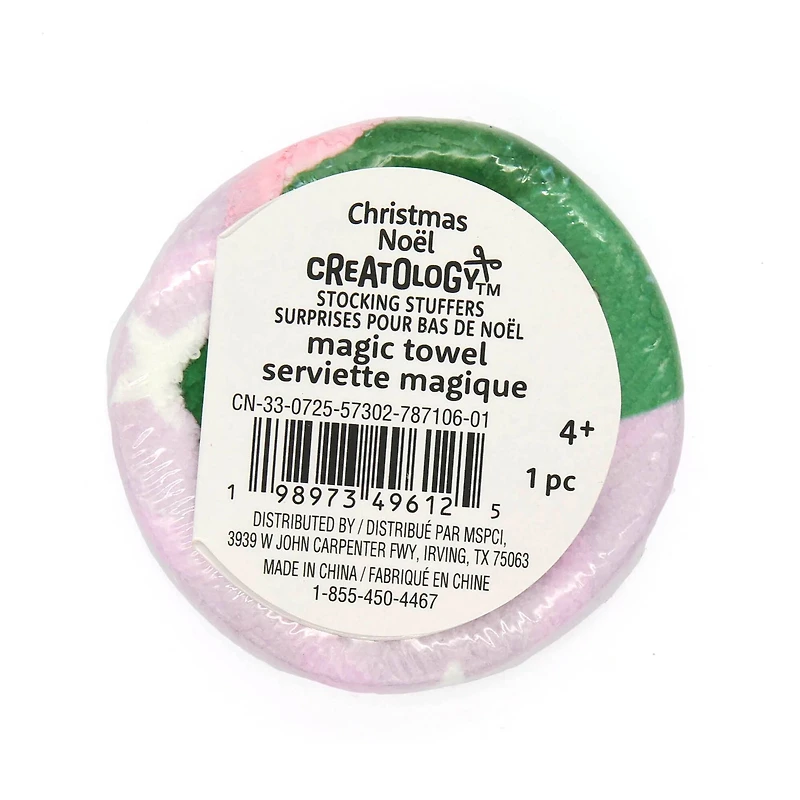 Christmas
Noël
CREATOLOGY™
STOCKING STUFFERS
SURPRISES POUR BAS DE NOËL
magic towel
serviette magique
CN-33-0725-57302-787106-01
4+
1 pc
1 98973 49612 5
DISTRIBUTED BY / DISTRIBUÉ PAR MSPCI,
3939 W JOHN CARPENTER FWY, IRVING, TX 75063
MADE IN CHINA / FABRIQUÉ EN CHINE
1-855-450-4467